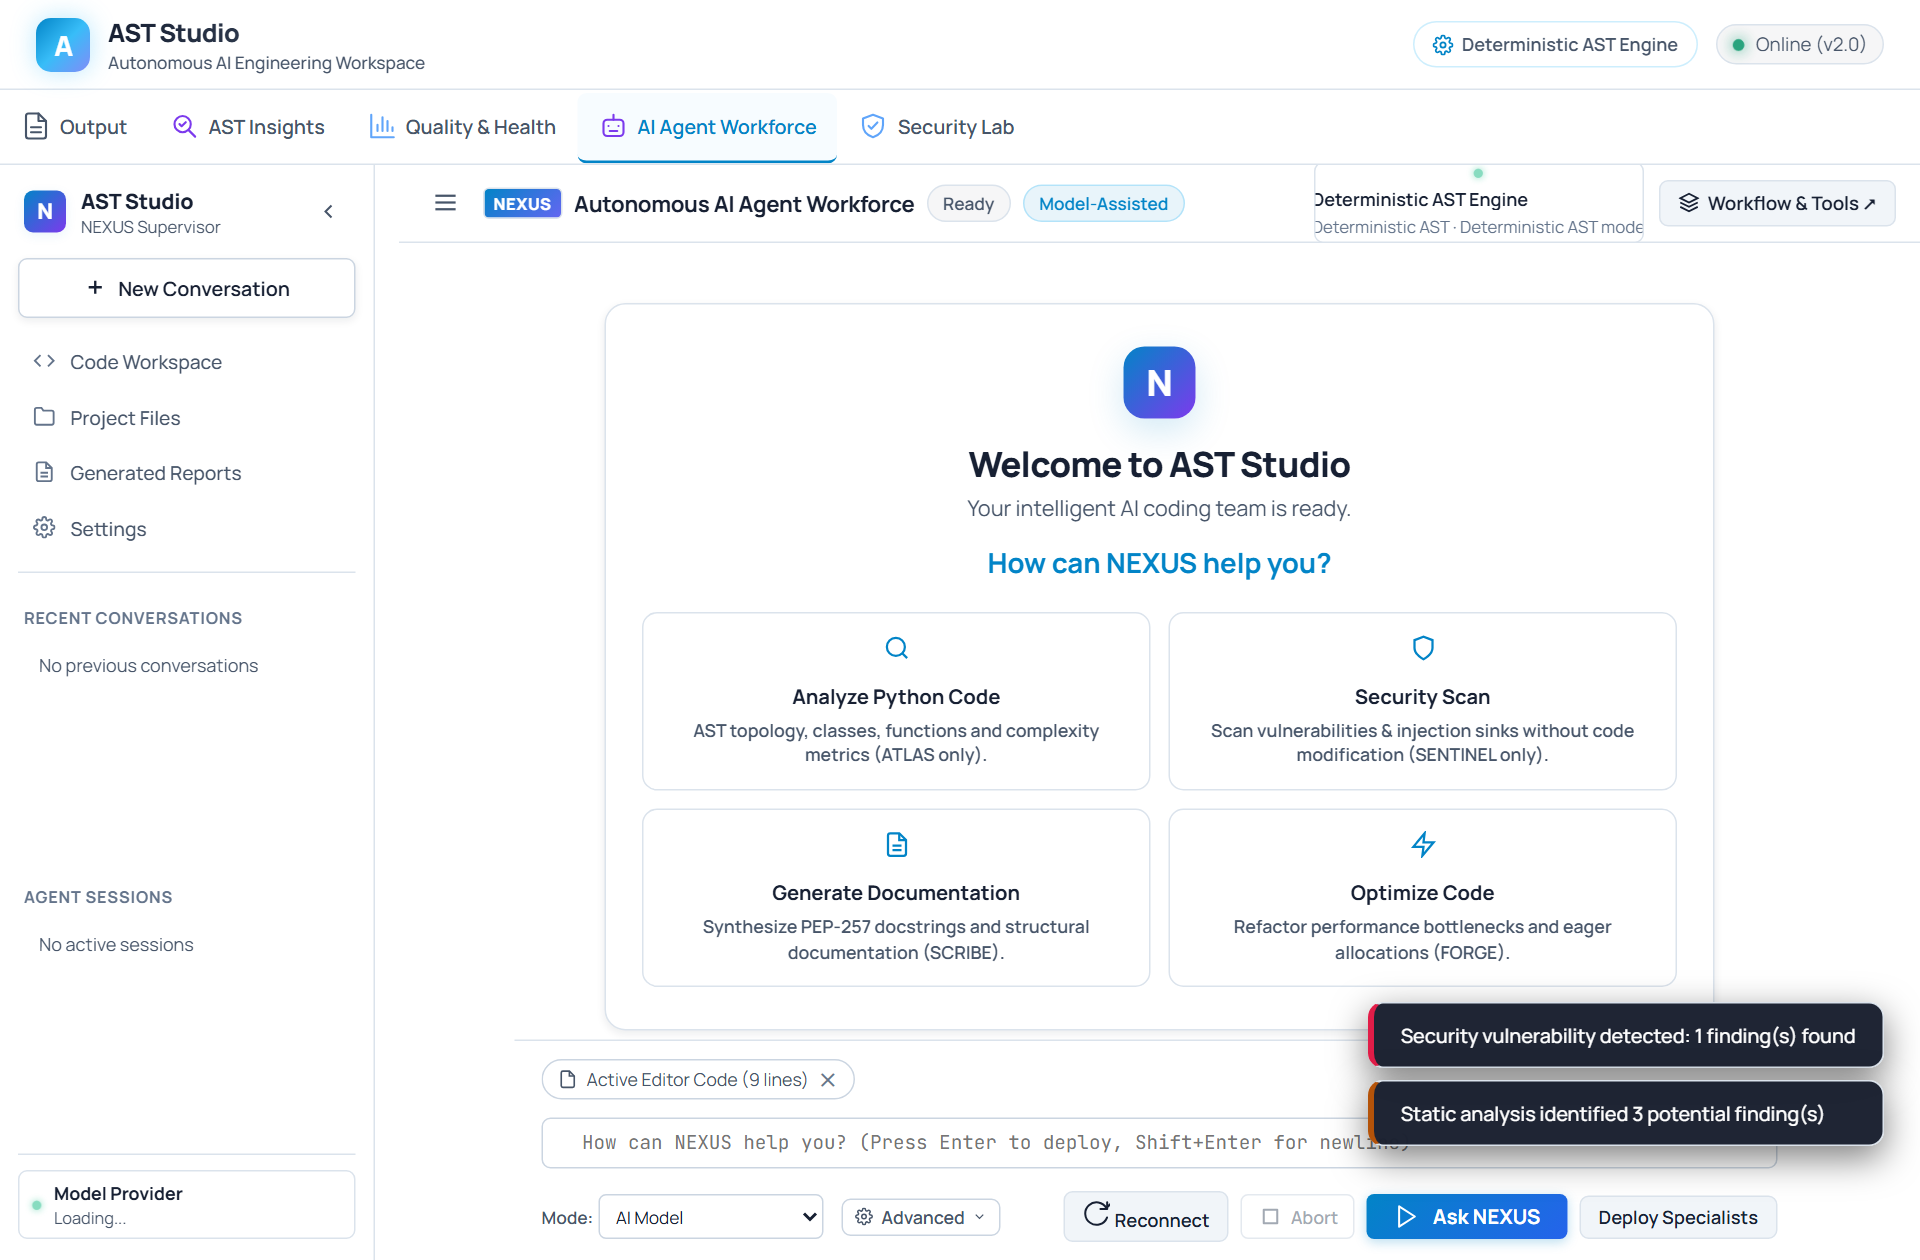 A
AST Studio
Autonomous AI Engineering Workspace
Deterministic AST Engine
Online (v2.0)
Output
AST Insights
Quality & Health
AI Agent Workforce
Security Lab
N
AST Studio
NEXUS Supervisor
New Conversation
Code Workspace
Project Files
Generated Reports
Settings
RECENT CONVERSATIONS
No previous conversations
AGENT SESSIONS
No active sessions
Model Provider
Loading...
NEXUS
Autonomous AI Agent Workforce
Ready
Model-Assisted
Deterministic AST Engine
Deterministic AST · Deterministic AST mode
Workflow & Tools ↗
N
Welcome to AST Studio
Your intelligent AI coding team is ready.
How can NEXUS help you?
Analyze Python Code
AST topology, classes, functions and complexity
metrics (ATLAS only).
Security Scan
Scan vulnerabilities & injection sinks without code
modification (SENTINEL only).
Generate Documentation
Synthesize PEP-257 docstrings and structural
documentation (SCRIBE).
Optimize Code
Refactor performance bottlenecks and eager
allocations (FORGE).
Security vulnerability detected: 1 finding(s) found
Static analysis identified 3 potential finding(s)
Active Editor Code (9 lines)
How can NEXUS help you? (Press Enter to deploy, Shift+Enter for newline)
Mode:
AI Model
Advanced
Reconnect
Abort
Ask NEXUS
Deploy Specialists